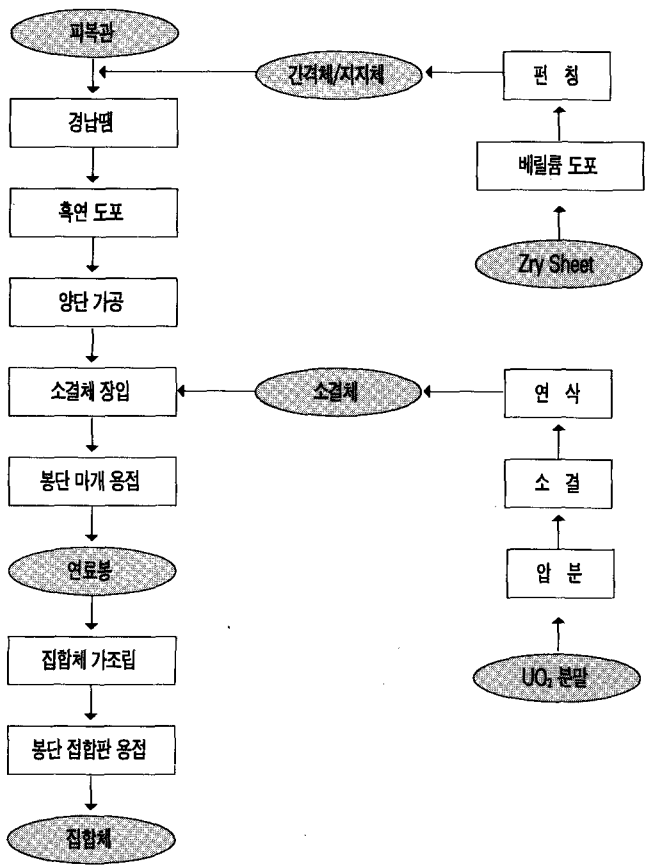 피복관
간격체/지지체
펀 칭
경납땜
베릴륨 도포
흑연 도포
Zry Sheet
양단 가공
소결체 장입
소결체
연 삭
봉단 마개 용접
소 결
연료봉
압 분
집합체 가조립
UO₂ 분말
봉단 접합판 용접
집합체